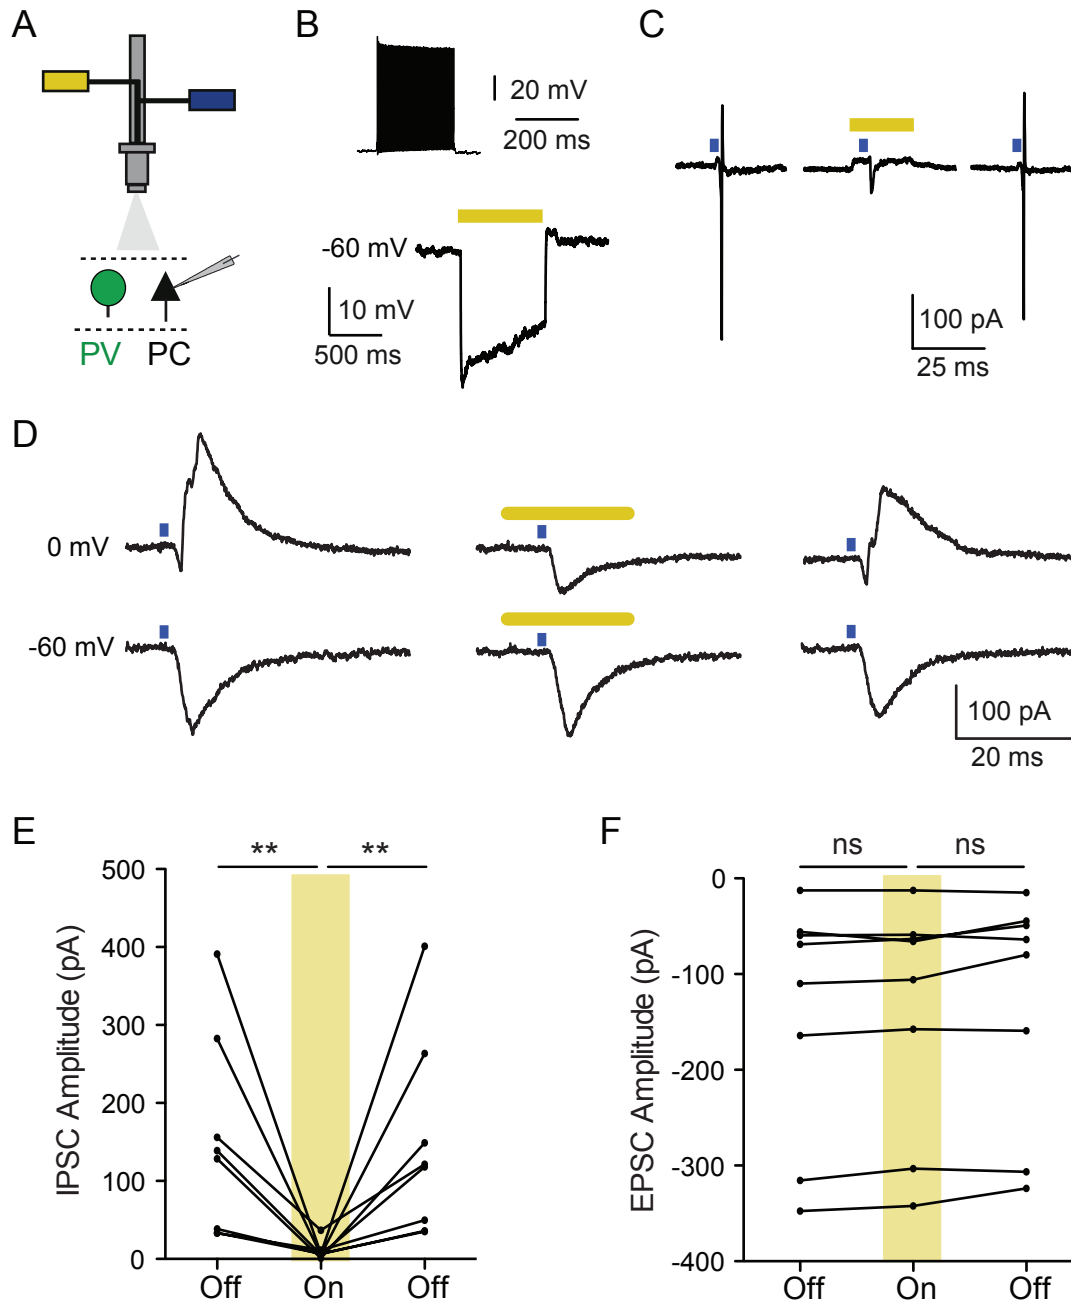 A
PV PC
B
20 mV
200 ms
-60 mV
10 mV
500 ms
C
100 pA
25 ms
D
0 mV
-60 mV
100 pA
20 ms
E
** **
500
400
300
200
100
0
IPSC Amplitude (pA)
Off On Off
F
ns ns
0
-100
-200
-300
-400
EPSC Amplitude (pA)
Off On Off